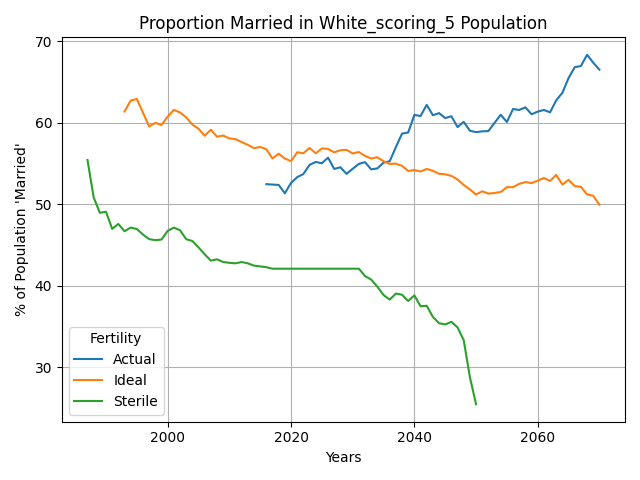 Proportion Married in White_scoring_5 Population
% of Population 'Married'
70
60
50
40
30
Fertility
Actual
Ideal
Sterile
2000 2020 2040 2060
Years